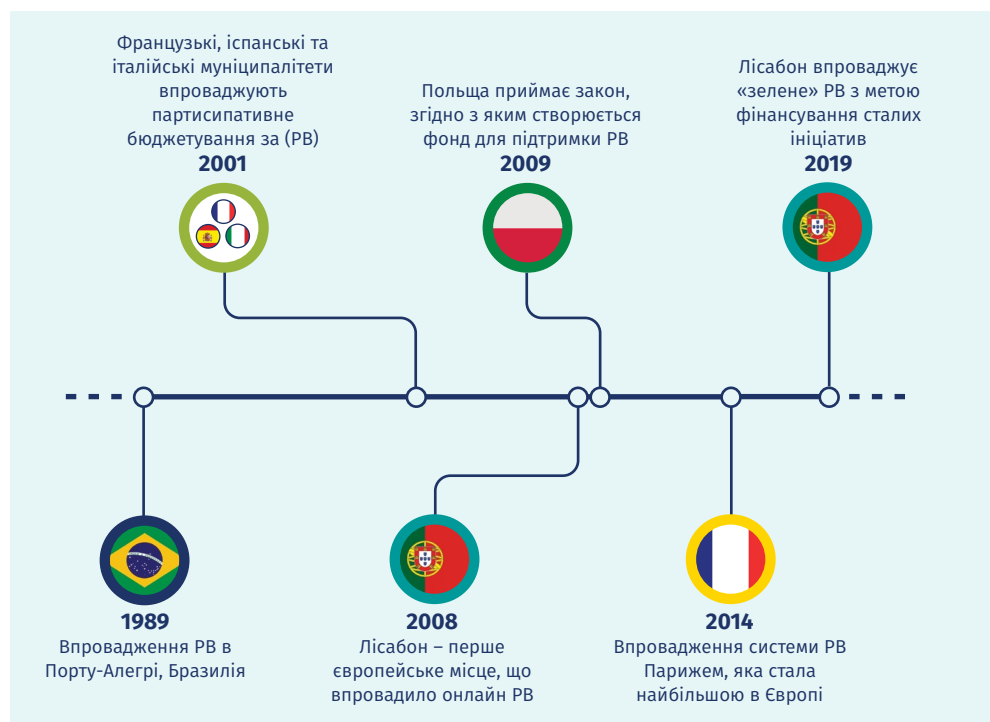 Французькі, іспанські та
італійські муніципалітети
впроваджують
партисипативне
бюджетування за (PB)
2001
Польща приймає закон,
згідно з яким створюється
фонд для підтримки PB
2009
Лісабон впроваджує
«зелене» PB з метою
фінансування сталих
ініціатив
2019
1989
Впровадження PB в
Порту-Алегрі, Бразилія
2008
Лісабон – перше
європейське місце, що
впровадило онлайн PB
2014
Впровадження системи PB
Парижем, яка стала
найбільшою в Європі